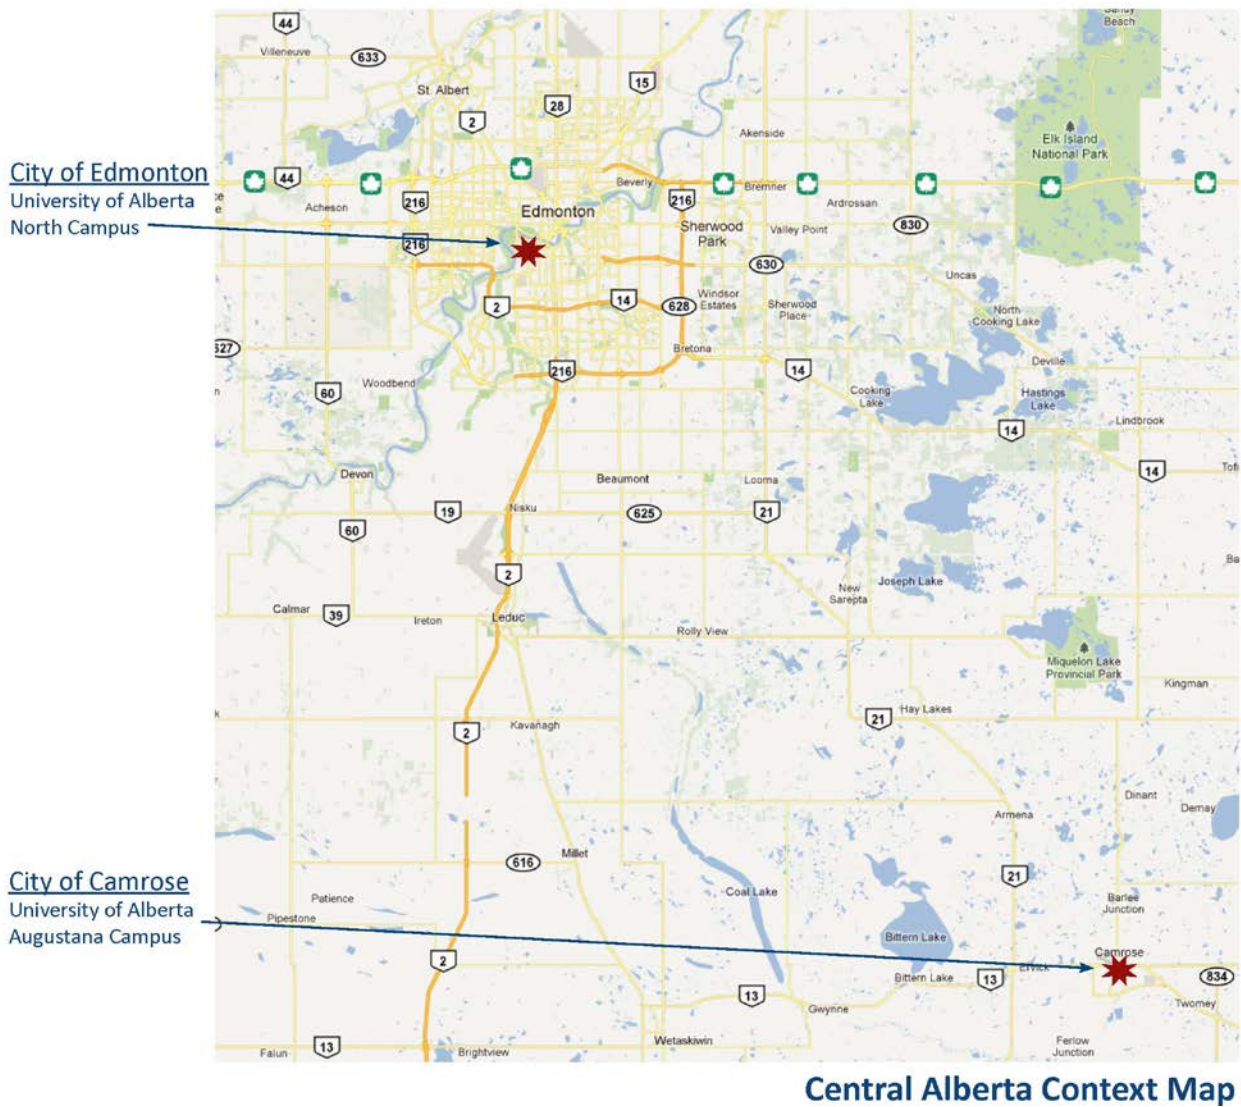 Sandy
Beach
44
Villeneuve
633
15
St. Albert
28
2
Akenside
Elk Island
National Park
City of Edmonton
University of Alberta
North Campus
44
Beverly
Bremner
216
Acheson
216
Ardrossan
Edmonton
Sherwood
Park
830
Valley Point
216
630
Uncas
Windsor
Estates
Sherwood
Place
2
14
628
North
Cooking Lake
627
Bretona
Deville
216
14
Woodbend
60
Cooking
Lake
Hastings
Lake
Lindbrook
14
14
Devon
Beaumont
Looma
19
Nisku
625
21
60
2
Joseph Lake
New
Sarepta
Calmar
39
Ireton
Leduc
Rolly View
Miquelon Lake
Provincial Park
Kingman
Hay Lakes
21
2
Kavanagh
Dinant
Demay
Armena
616
Millet
21
City of Camrose
University of Alberta
Augustana Campus
Patience
Coal Lake
Barlee
Junction
Pipestone
Bittern Lake
Camrose
2
834
Bittern Lake
13
13
Gwynne
Twomey
Wetaskiwin
Ferlow
Junction
Falun
13
Brightview
Central Alberta Context Map